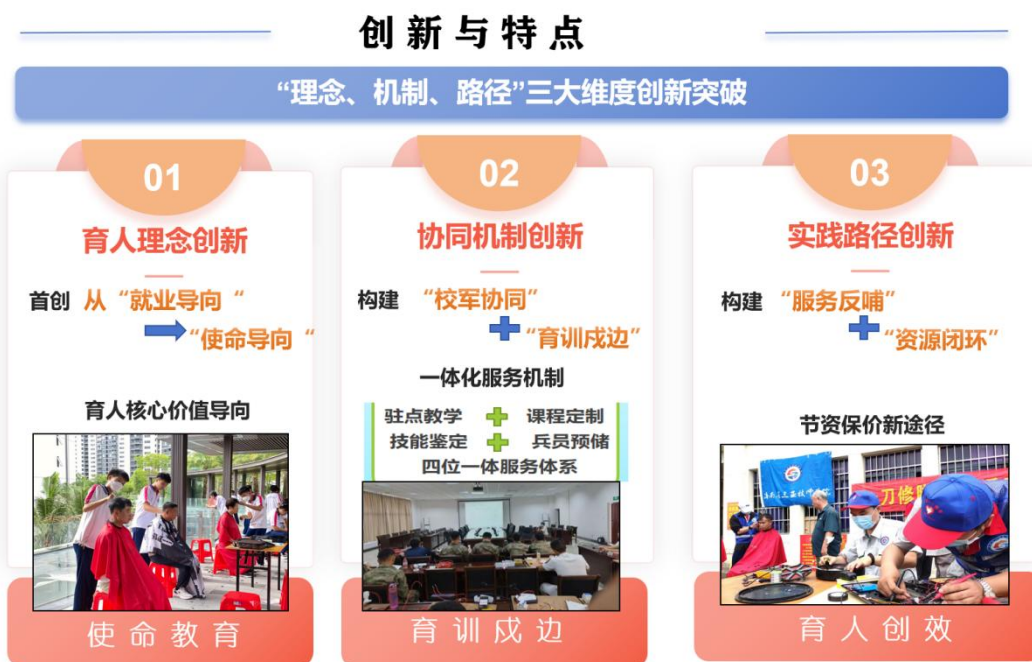 创新与特点
“理念、机制、路径”三大维度创新突破
01
育人理念创新
首创 从“就业导向“
“使命导向“
育人核心价值导向
使命教育
02
协同机制创新
构建 “校军协同”
“育训戍边”
一体化服务机制
驻点教学 课程定制
技能鉴定 兵员预储
四位一体服务体系
育训戍边
03
实践路径创新
构建 “服务反哺”
“资源闭环”
节资保价新途径
刀修
育人创效